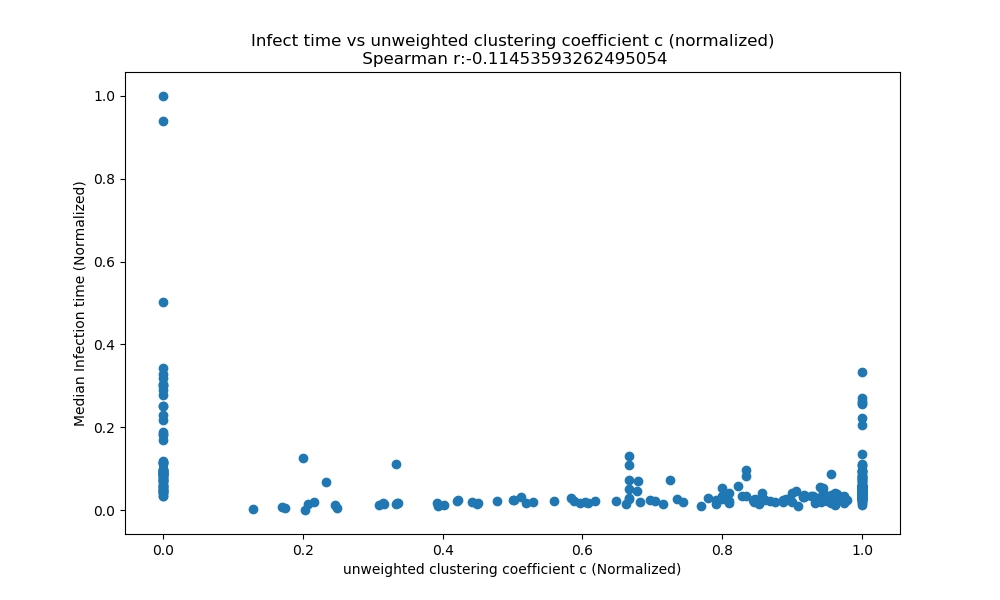 Infect time vs unweighted clustering coefficient c (normalized)
Spearman r:-0.11453593262495054
1.0
0.8
0.6
0.4
0.2
0.0
Median Infection time (Normalized)
0.0 0.2 0.4 0.6 0.8 1.0
unweighted clustering coefficient c (Normalized)